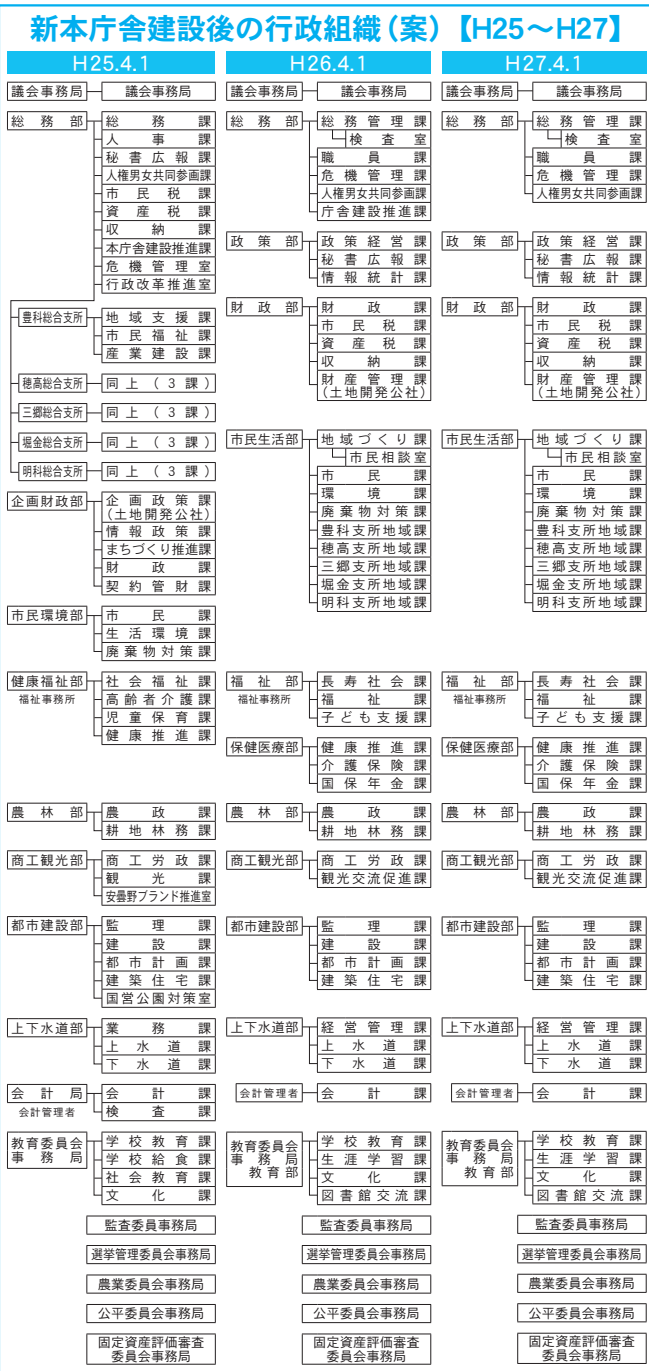 新本庁舎建設後の行政組織（案）【H25～H27】
H25.4.1
議会事務局
議会事務局
総務部
総務課
人事課
秘書広報課
人権男女共同参画課
市民税課
資産税課
収納課
本庁舎建設推進課
危機管理室
行政改革推進室
豊科総合支所
地域支援課
市民福祉課
産業建設課
穂高総合支所
同上（3課）
三郷総合支所
同上（3課）
堀金総合支所
同上（3課）
明科総合支所
同上（3課）
企画財政部
企画政策課
（土地開発公社）
情報政策課
まちづくり推進課
財政課
契約管財課
市民環境部
市民課
生活環境課
廃棄物対策課
健康福祉部
福祉事務所
社会福祉課
高齢者介護課
児童保育課
健康推進課
農林部
農政課
耕地林務課
商工観光部
商工労政課
観光課
安曇野ブランド推進室
都市建設部
監理課
建設課
都市計画課
建築住宅課
国営公園対策室
上下水道部
業務課
上水道課
下水道課
会計局
会計管理者
会計課
検査課
教育委員会
事務局
学校教育課
学校給食課
社会教育課
文化課
監査委員事務局
選挙管理委員会事務局
農業委員会事務局
公平委員会事務局
固定資産評価審査
委員会事務局
H26.4.1
議会事務局
議会事務局
総務部
総務管理課
検査室
職員課
危機管理課
人権男女共同参画課
庁舎建設推進課
政策部
政策経営課
秘書広報課
情報統計課
財政部
財政課
市民税課
資産税課
収納課
財産管理課
（土地開発公社）
市民生活部
地域づくり課
市民相談室
市民課
環境課
廃棄物対策課
豊科支所地域課
穂高支所地域課
三郷支所地域課
堀金支所地域課
明科支所地域課
福祉部
福祉事務所
長寿社会課
福祉課
子ども支援課
保健医療部
健康推進課
介護保険課
国保年金課
農林部
農政課
耕地林務課
商工観光部
商工労政課
観光交流促進課
都市建設部
監理課
建設課
都市計画課
建築住宅課
上下水道部
経営管理課
上水道課
下水道課
会計管理者
会計課
教育委員会
事務局
教育部
学校教育課
生涯学習課
文化課
図書館交流課
監査委員事務局
選挙管理委員会事務局
農業委員会事務局
公平委員会事務局
固定資産評価審査
委員会事務局
H27.4.1
議会事務局
議会事務局
総務部
総務管理課
検査室
職員課
危機管理課
人権男女共同参画課
政策部
政策経営課
秘書広報課
情報統計課
財政部
財政課
市民税課
資産税課
収納課
財産管理課
（土地開発公社）
市民生活部
地域づくり課
市民相談室
市民課
環境課
廃棄物対策課
豊科支所地域課
穂高支所地域課
三郷支所地域課
堀金支所地域課
明科支所地域課
福祉部
福祉事務所
長寿社会課
福祉課
子ども支援課
保健医療部
健康推進課
介護保険課
国保年金課
農林部
農政課
耕地林務課
商工観光部
商工労政課
観光交流促進課
都市建設部
監理課
建設課
都市計画課
建築住宅課
上下水道部
経営管理課
上水道課
下水道課
会計管理者
会計課
教育委員会
事務局
教育部
学校教育課
生涯学習課
文化課
図書館交流課
監査委員事務局
選挙管理委員会事務局
農業委員会事務局
公平委員会事務局
固定資産評価審査
委員会事務局